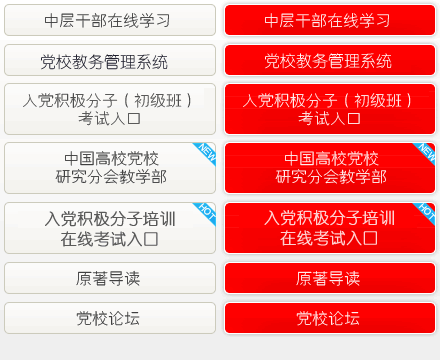 中层干部在线学习 中层干部在线学习
党校教务管理系统 党校教务管理系统
入党积极分子（初级班） 入党积极分子（初级班）
考试入口 考试入口
NEW NEW
中国高校党校 中国高校党校
研究分会教学部 研究分会教学部
HOT HOT
入党积极分子培训 入党积极分子培训
在线考试入口 在线考试入口
原著导读 原著导读
党校论坛 党校论坛